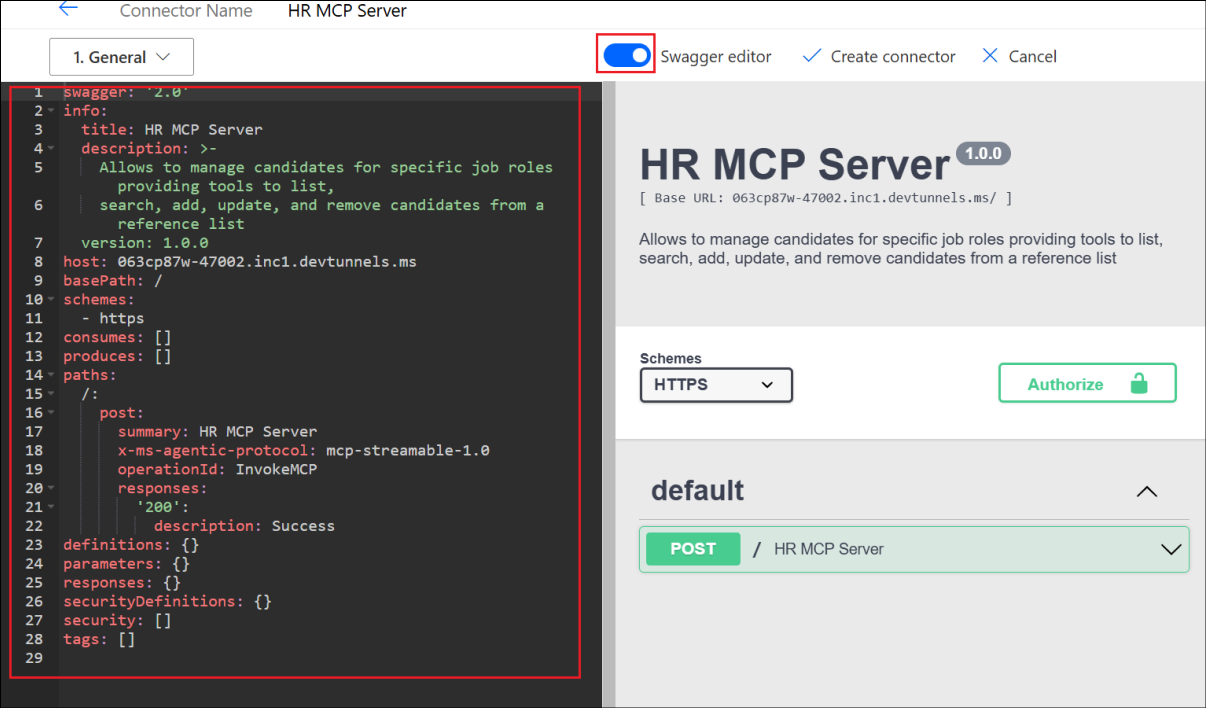 Connector Name HR MCP Server
1. General
Swagger editor
Create connector
Cancel
1 swagger: '2.0'
2 info:
3 title: HR MCP Server
4 description: >-
5 Allows to manage candidates for specific job roles
providing tools to list,
6 search, add, update, and remove candidates from a
reference list
7 version: 1.0.0
8 host: 063cp87w-47002.inc1.devtunnels.ms
9 basePath: /
10 schemes:
11 - https
12 consumes: []
13 produces: []
14 paths:
15 /:
16 post:
17 summary: HR MCP Server
18 x-ms-agentic-protocol: mcp-streamable-1.0
19 operationId: InvokeMCP
20 responses:
21 '200':
22 description: Success
23 definitions: {}
24 parameters: {}
25 responses: {}
26 securityDefinitions: {}
27 security: []
28 tags: []
29
HR MCP Server 1.0.0
[ Base URL: 063cp87w-47002.inc1.devtunnels.ms/ ]
Allows to manage candidates for specific job roles providing tools to list,
search, add, update, and remove candidates from a reference list
Schemes
HTTPS
Authorize
default
POST / HR MCP Server